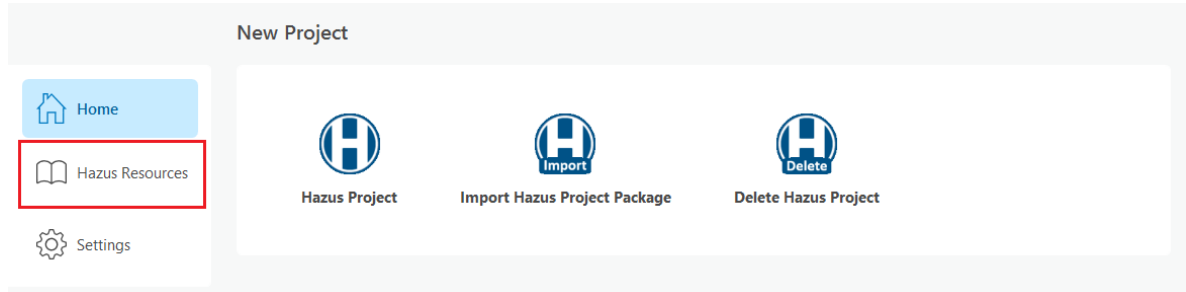 New Project
Home
Hazus Resources
Settings
H
Hazus Project
H
Import
Import Hazus Project Package
H
Delete
Delete Hazus Project